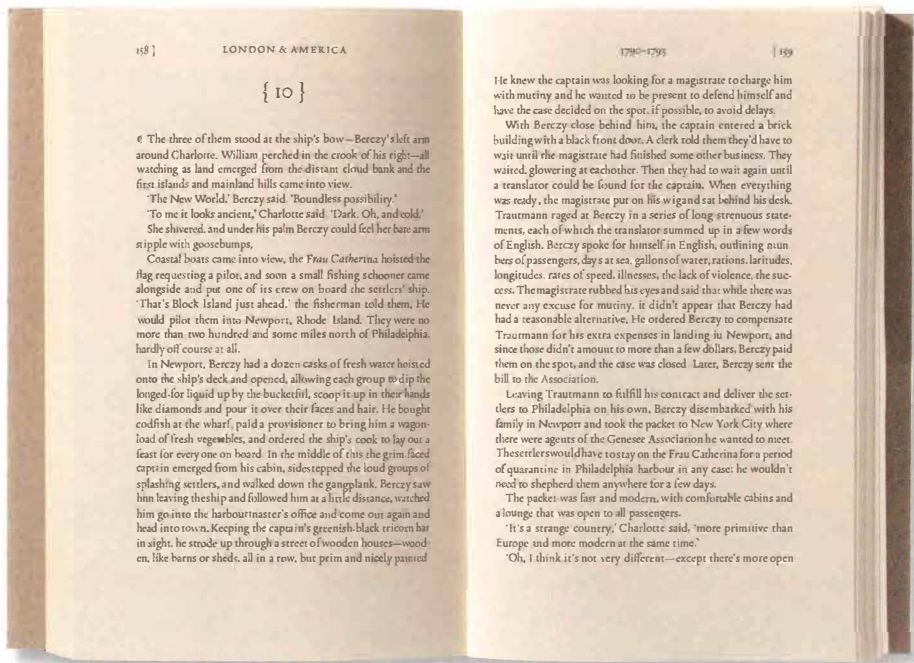 158 ]
LONDON & AMERICA
{ 10 }
¶ The three of them stood at the ship's bow—Berczy's left arm
around Charlotte. William perched in the crook of his right—all
watching as land emerged from the distant cloud bank and the
first islands and mainland hills came into view.
'The New World,' Berczy said. 'Boundless possibility.'
'To me it looks ancient,' Charlotte said. 'Dark. Oh, and cold.'
She shivered, and under his palm Berczy could feel her bare arm
stipple with goosebumps.
Coastal boats came into view, the Frau Catherina hoisted the
flag requesting a pilot, and soon a small fishing schooner came
alongside and put one of its crew on board the settlers' ship.
'That's Block Island just ahead,' the fisherman told them. He
would pilot them into Newport, Rhode Island. They were no
more than two hundred and some miles north of Philadelphia,
hardly off course at all.
In Newport, Berczy had a dozen casks of fresh water hoisted
onto the ship's deck and opened, allowing each group to dip the
longed-for liquid up by the bucketful, scoop it up in their hands
like diamonds and pour it over their faces and hair. He bought
codfish at the wharf, paid a provisioner to bring him a wagon-
load of fresh vegetables, and ordered the ship's cook to lay out a
feast for everyone on board. In the middle of this the grim-faced
captain emerged from his cabin, sidestepped the loud groups of
splashing settlers, and walked down the gangplank. Berczy saw
him leaving the ship and followed him at a little distance, watched
him go into the harbourmaster's office and come out again and
head into town. Keeping the captain's greenish-black tricorn hat
in sight, he strode up through a street of wooden houses—wood-
en, like barns or sheds, all in a row, but prim and nicely painted
1790–1793
[ 159
He knew the captain was looking for a magistrate to charge him
with mutiny and he wanted to be present to defend himself and
have the case decided on the spot, if possible, to avoid delays.
With Berczy close behind him, the captain entered a brick
building with a black front door. A clerk told them they'd have to
wait until the magistrate had finished some other business. They
waited, glowering at eachother. Then they had to wait again until
a translator could be found for the captain. When everything
was ready, the magistrate put on his wig and sat behind his desk.
Trautmann raged at Berczy in a series of long strenuous state-
ments, each of which the translator summed up in a few words
of English. Berczy spoke for himself in English, outlining num-
bers of passengers, days at sea, gallons of water, rations, latitudes,
longitudes, rates of speed, illnesses, the lack of violence, the suc-
cess. The magistrate rubbed his eyes and said that while there was
never any excuse for mutiny, it didn't appear that Berczy had
had a reasonable alternative. He ordered Berczy to compensate
Trautmann for his extra expenses in landing in Newport, and
since those didn't amount to more than a few dollars, Berczy paid
them on the spot, and the case was closed. Later, Berczy sent the
bill to the Association.
Leaving Trautmann to fulfill his contract and deliver the set-
tlers to Philadelphia on his own, Berczy disembarked with his
family in Newport and took the packet to New York City where
there were agents of the Genesee Association he wanted to meet.
The settlers would have to stay on the Frau Catherina for a period
of quarantine in Philadelphia harbour in any case; he wouldn't
need to shepherd them anywhere for a few days.
The packet was fast and modern, with comfortable cabins and
a lounge that was open to all passengers.
'It's a strange country,' Charlotte said, 'more primitive than
Europe and more modern at the same time.'
'Oh, I think it's not very different—except there's more open